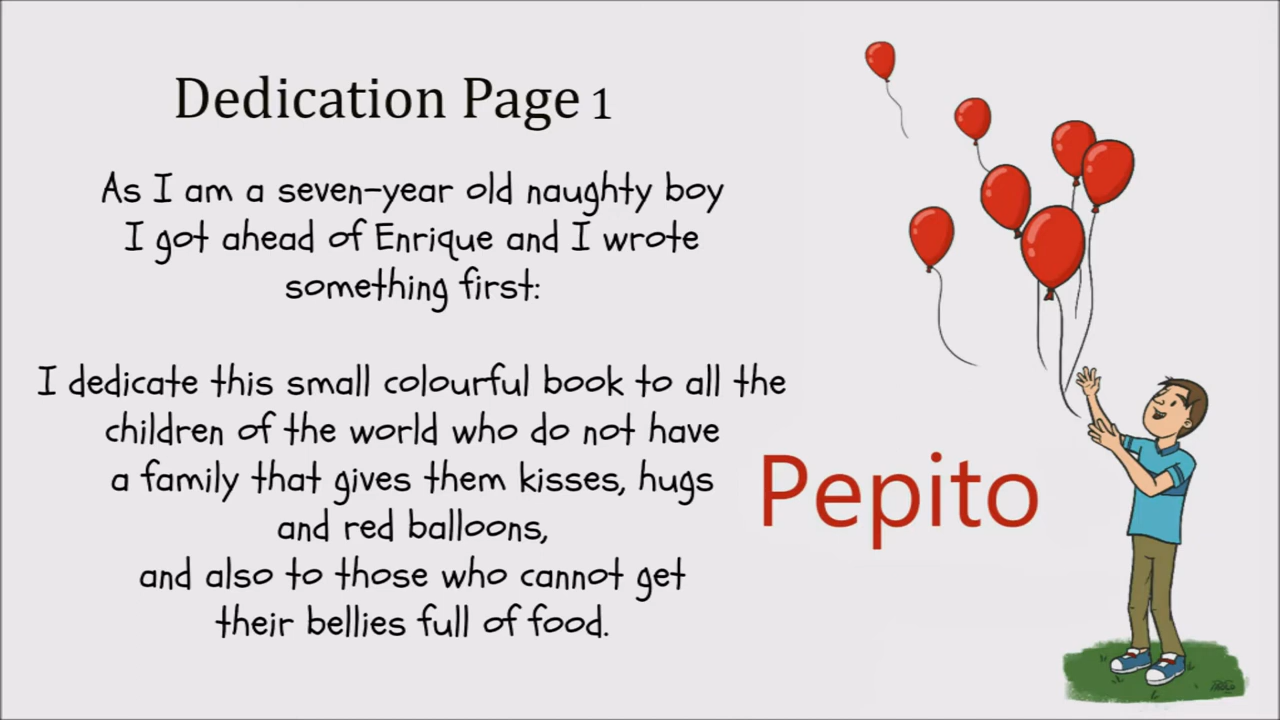 Dedication Page 1
As I am a seven-year old naughty boy
I got ahead of Enrique and I wrote
something first:
I dedicate this small colourful book to all the
children of the world who do not have
a family that gives them kisses, hugs
and red balloons,
and also to those who cannot get
their bellies full of food.
Pepito